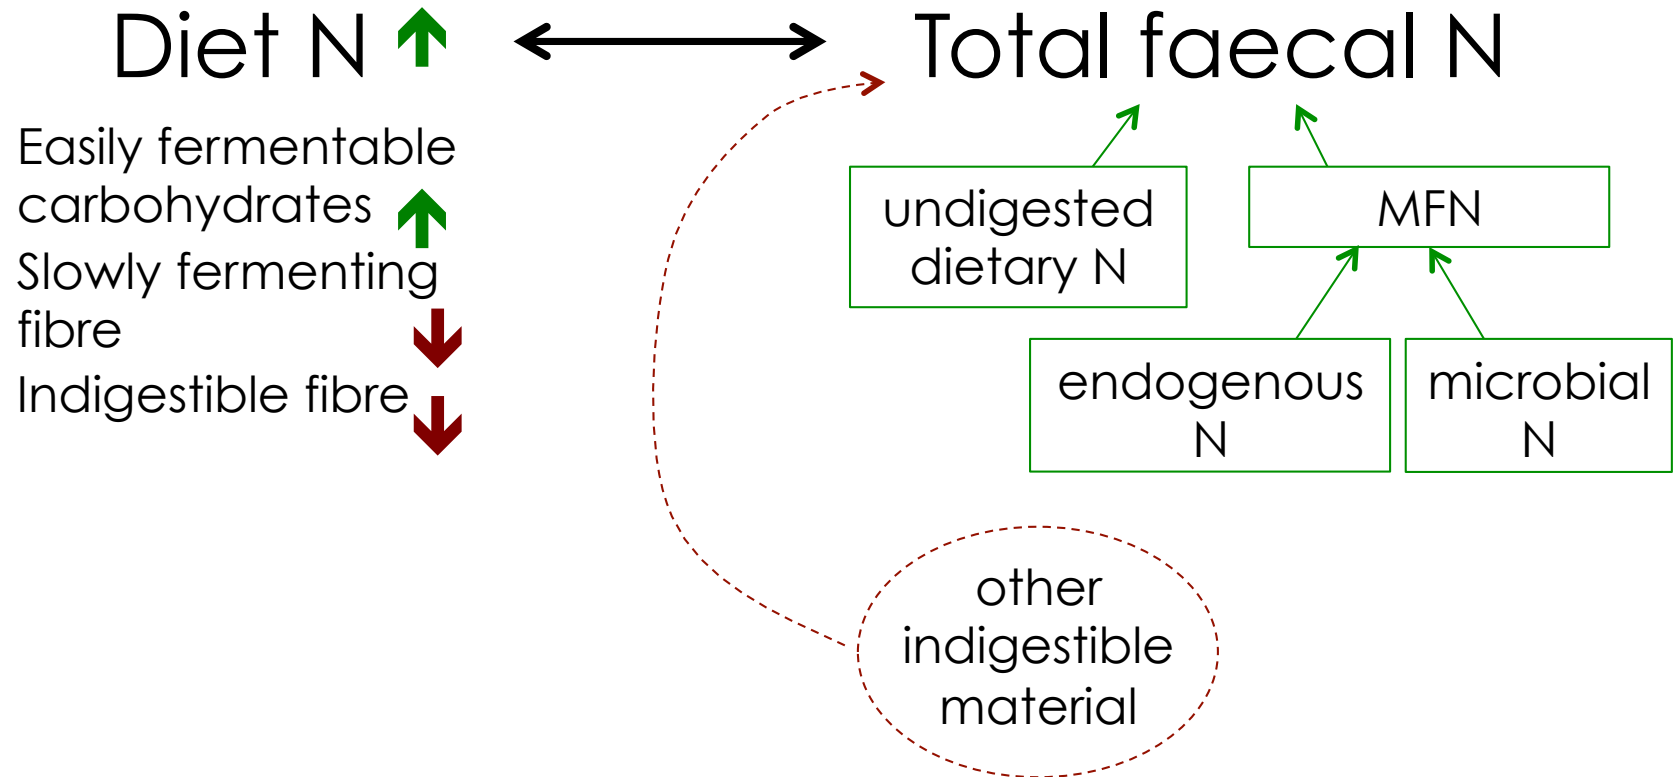 Diet N
Total faecal N
Easily fermentable
carbohydrates
Slowly fermenting
fibre
Indigestible fibre
undigested
dietary N
MFN
endogenous
N
microbial
N
other
indigestible
material